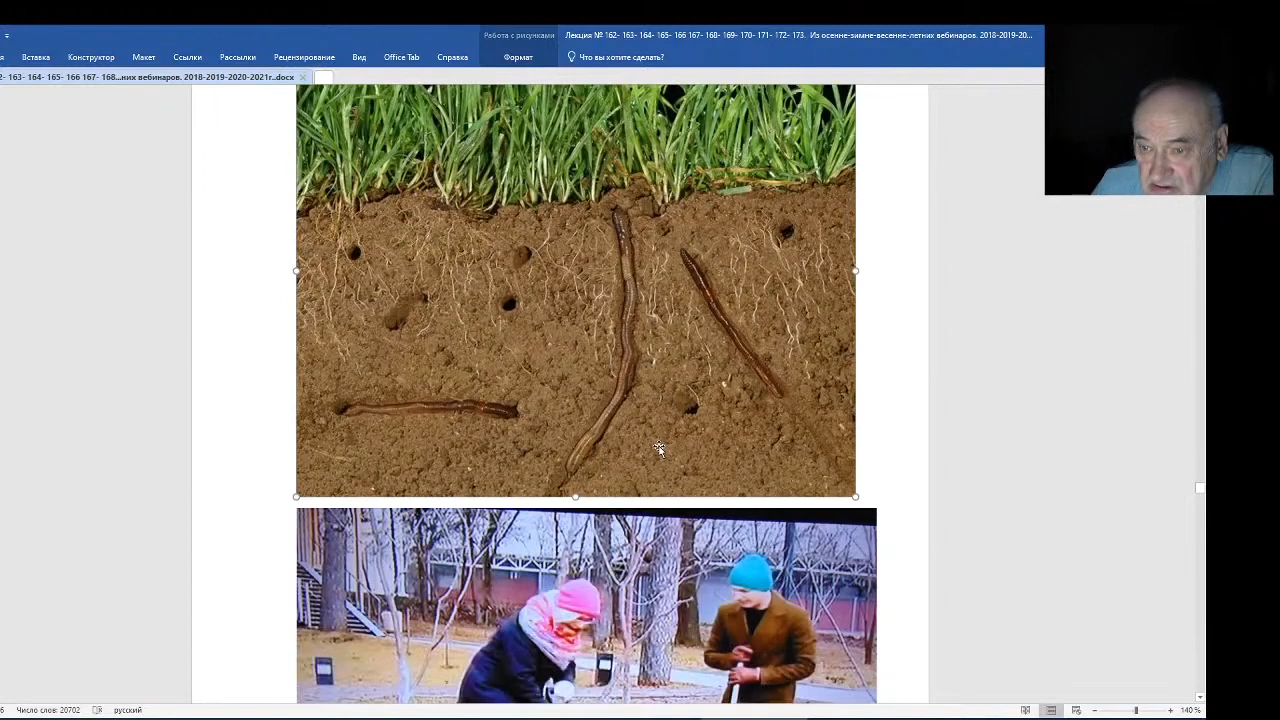 Работа с рисунками
Лекция № 162- 163- 164- 165- 166 167- 168- 169- 170- 171- 172- 173. Из осенне-зимне-весенне-летних вебинаров. 2018-2019-20...
я Вставка Конструктор Макет Ссылки Рассылки Рецензирование Вид Office Tab Справка Формат Что вы хотите сделать?
2- 163- 164- 165- 166 167- 168...них вебинаров. 2018-2019-2020-2021г..docx
6 Число слов: 20702 русский 140 %